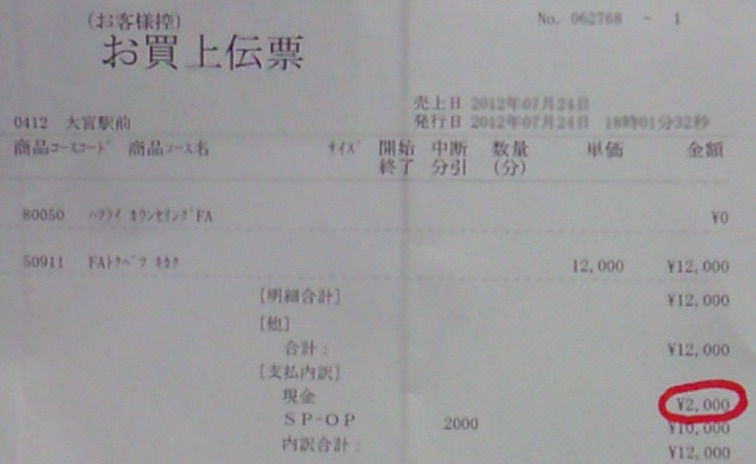 (お客様控)
No. 062768 - 1
お買上伝票
売上日 2012年07月24日
0412 大宮駅前
発行日 2012年07月24日 18時01分32秒
商品コースコード 商品コース名 サイズ 開始 中断 数量 単価 金額
終了 分引 (分)
80050 カウンセリングFA ¥0
50911 FAトクベツ キカク 12,000 ¥12,000
[明細合計] ¥12,000
[他]
合計: ¥12,000
[支払内訳]
現金 ¥2,000
SP-OP 2000 ¥10,000
内訳合計: ¥12,000